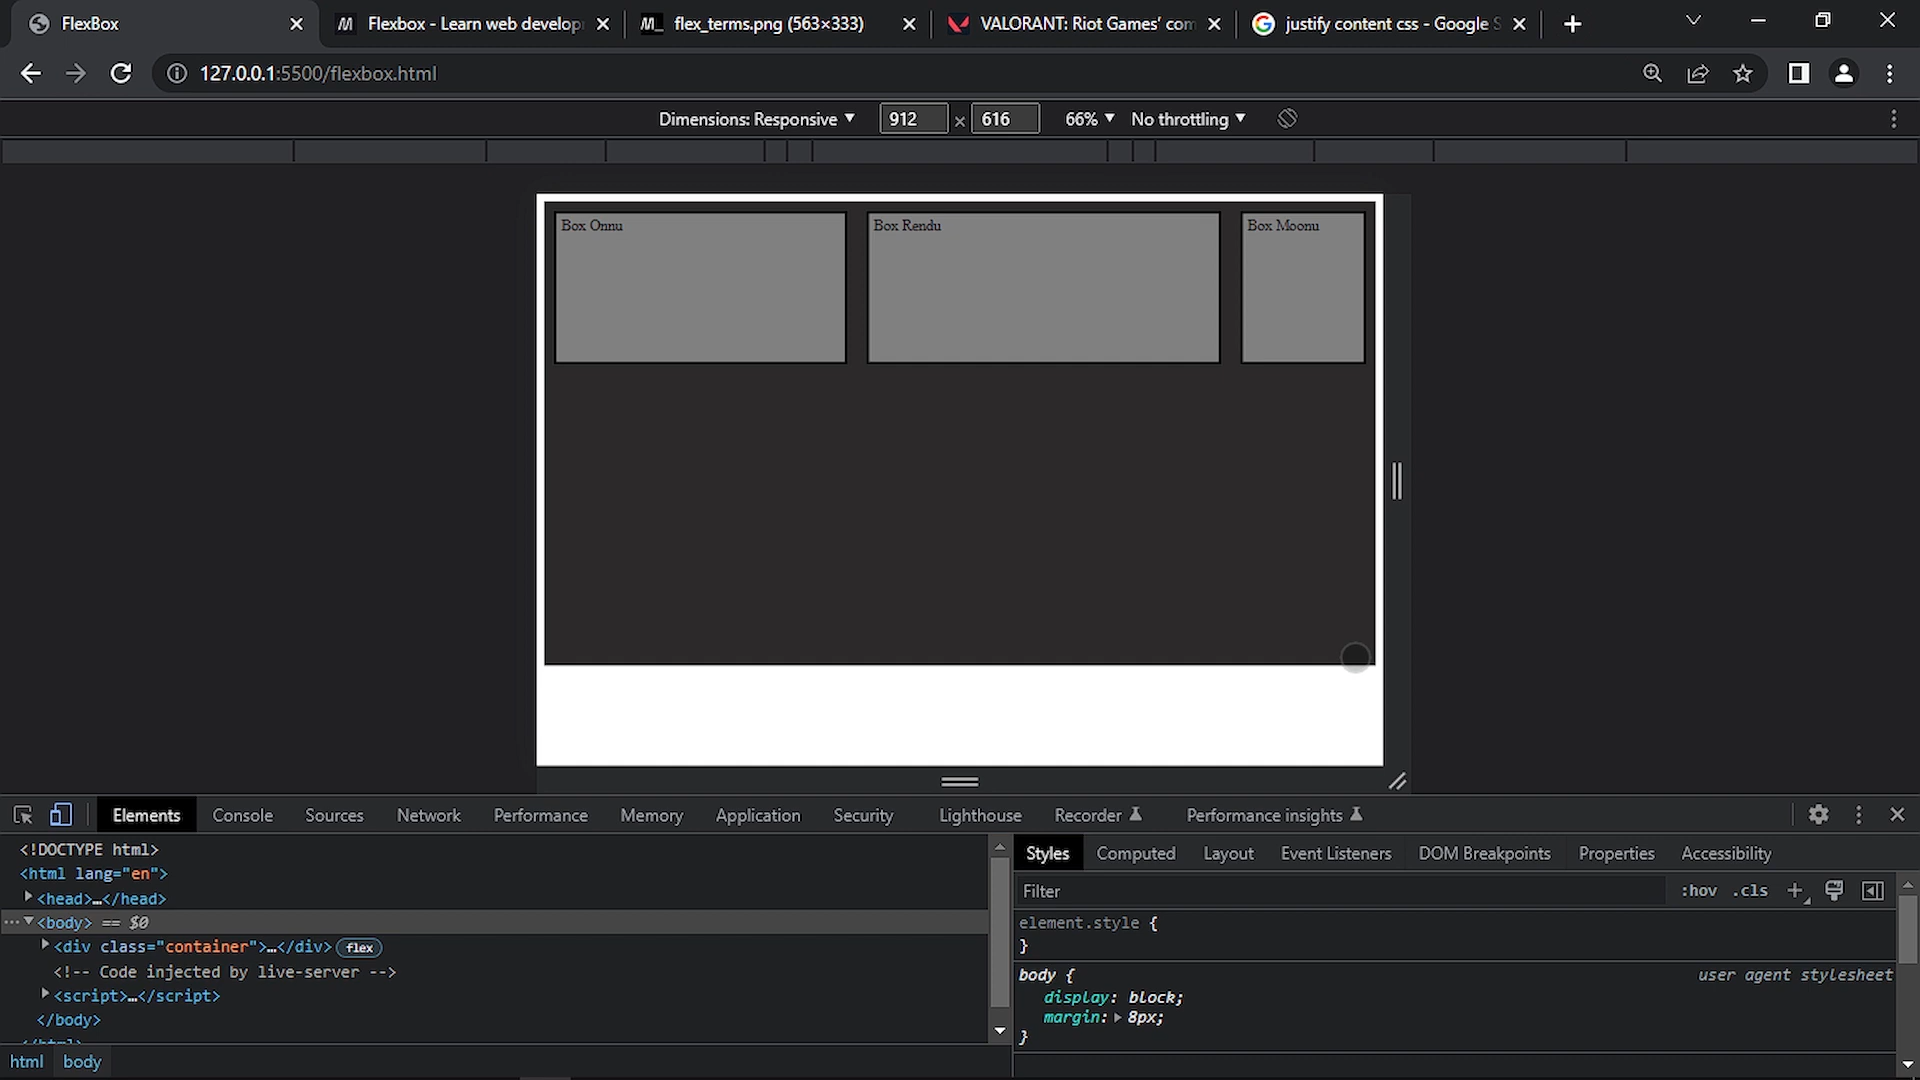 FlexBox
Flexbox - Learn web develop
flex_terms.png (563×333)
VALORANT: Riot Games' com
justify content css - Google S
127.0.0.1:5500/flexbox.html
Dimensions: Responsive ▼ 912 × 616 66% ▼ No throttling ▼
Box Onnu
Box Rendu
Box Moonu
Elements Console Sources Network Performance Memory Application Security Lighthouse Recorder Performance insights
<!DOCTYPE html>
<html lang="en">
<head>…</head>
<body> == $0
<div class="container">…</div> flex
<!-- Code injected by live-server -->
<script>…</script>
</body>
</html>
html body
Styles Computed Layout Event Listeners DOM Breakpoints Properties Accessibility
Filter :hov .cls
element.style {
}
body { user agent stylesheet
display: block;
margin: 8px;
}